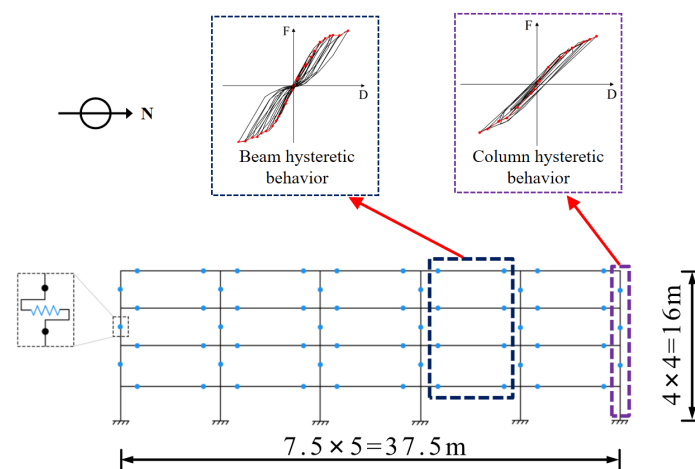 F
D
Beam hysteretic
behavior
F
D
Column hysteretic
behavior
N
4×4=16m
7.5×5=37.5m